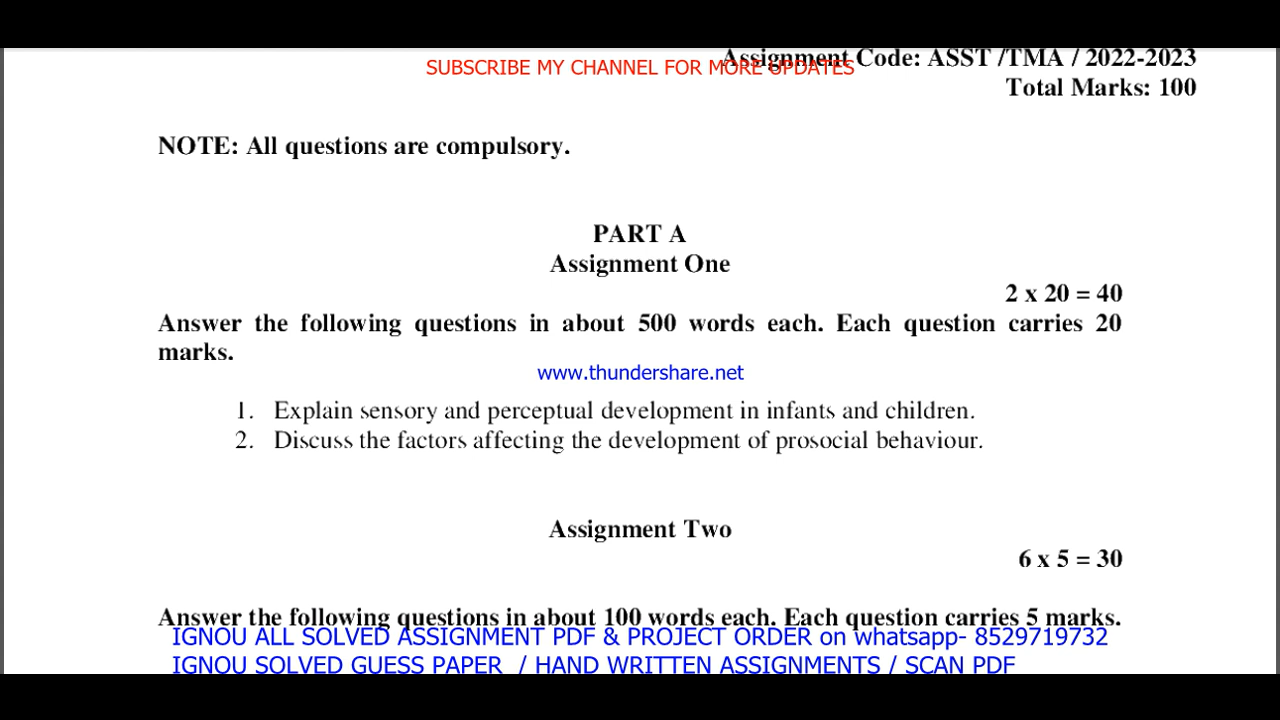 Assignment Code: ASST /TMA / 2022-2023
SUBSCRIBE MY CHANNEL FOR MORE UPDATES
Total Marks: 100
NOTE: All questions are compulsory.
PART A
Assignment One
2 x 20 = 40
Answer the following questions in about 500 words each. Each question carries 20
marks.
www.thundershare.net
1. Explain sensory and perceptual development in infants and children.
2. Discuss the factors affecting the development of prosocial behaviour.
Assignment Two
6 x 5 = 30
Answer the following questions in about 100 words each. Each question carries 5 marks.
IGNOU ALL SOLVED ASSIGNMENT PDF & PROJECT ORDER on whatsapp- 8529719732
IGNOU SOLVED GUESS PAPER / HAND WRITTEN ASSIGNMENTS / SCAN PDF